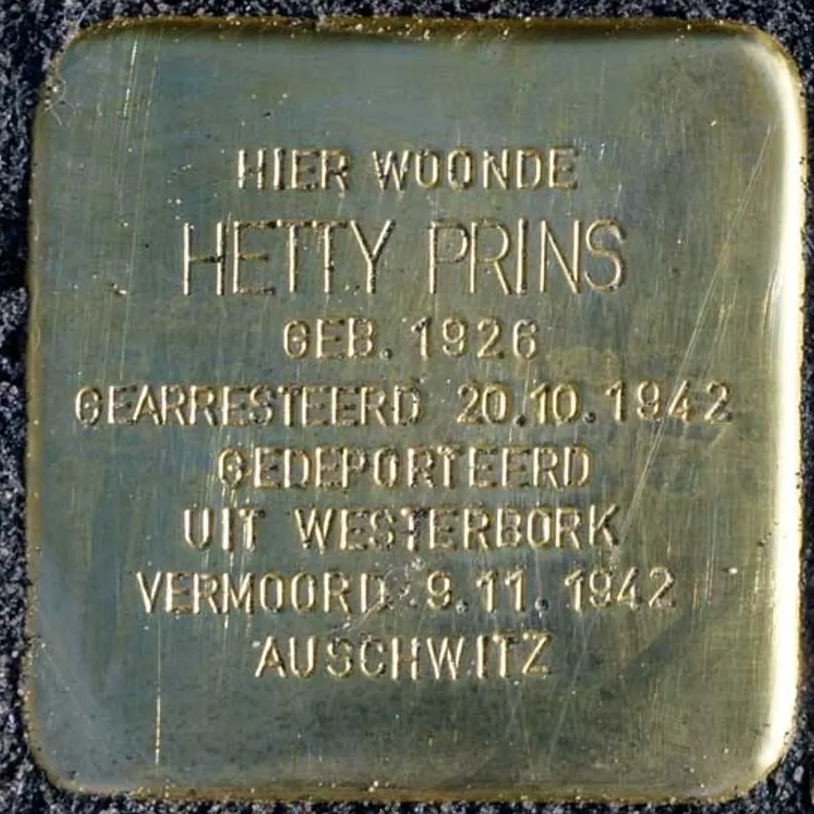 HIER WOONDE
HETTY PRINS
GEB. 1926
GEARRESTEERD 20.10.1942
GEDEPORTEERD
UIT WESTERBORK
VERMOORD 9.11.1942
AUSCHWITZ